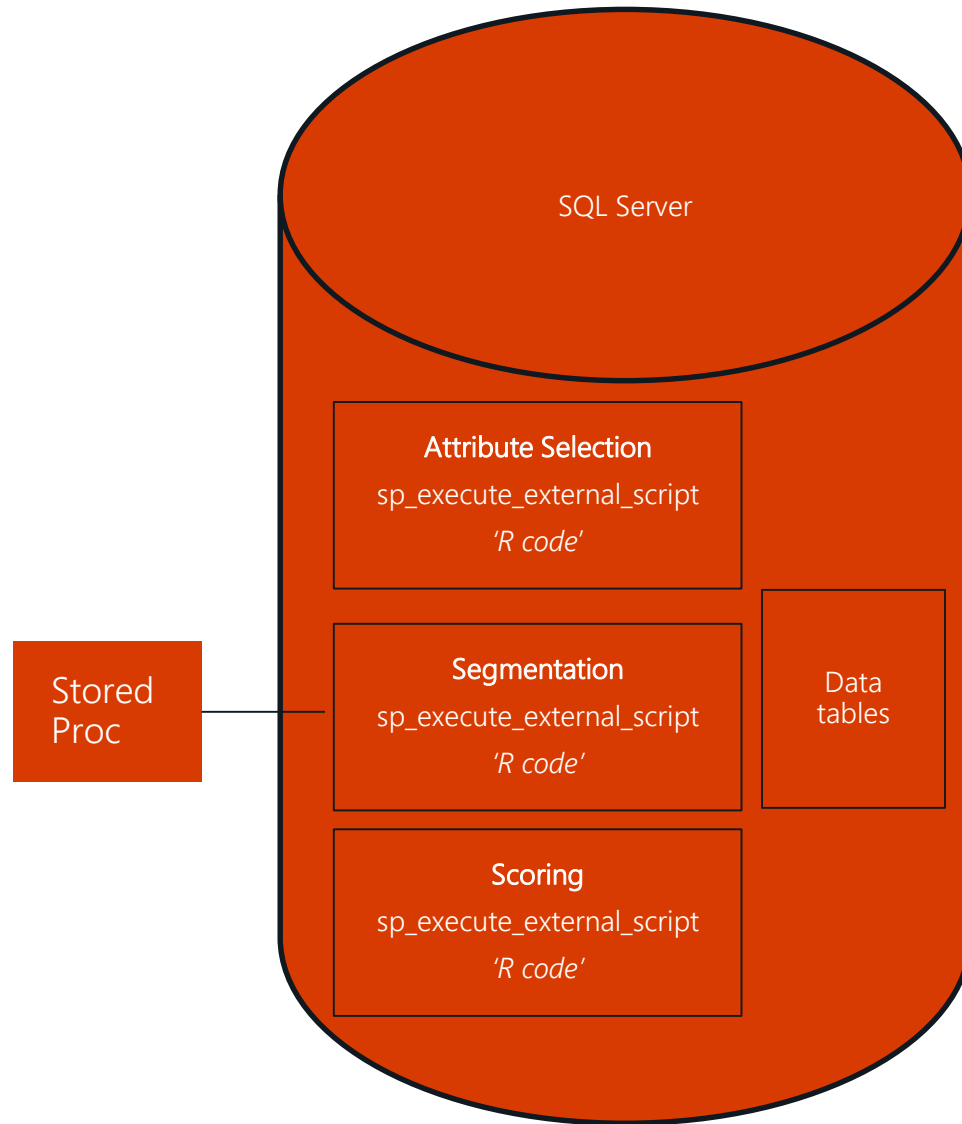 SQL Server
Attribute Selection
sp_execute_external_script
‘R code’
Stored
Proc
Segmentation
sp_execute_external_script
‘R code’
Data
tables
Scoring
sp_execute_external_script
‘R code’